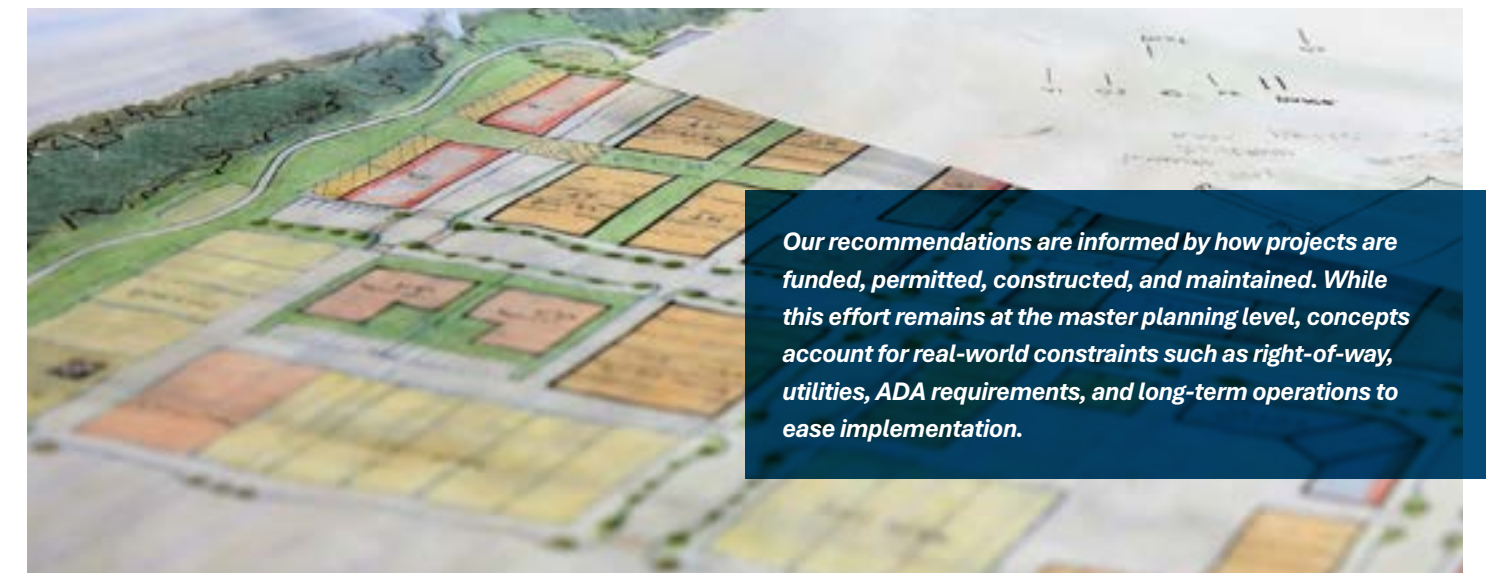 Our recommendations are informed by how projects are
funded, permitted, constructed, and maintained. While
this effort remains at the master planning level, concepts
account for real-world constraints such as right-of-way,
utilities, ADA requirements, and long-term operations to
ease implementation.